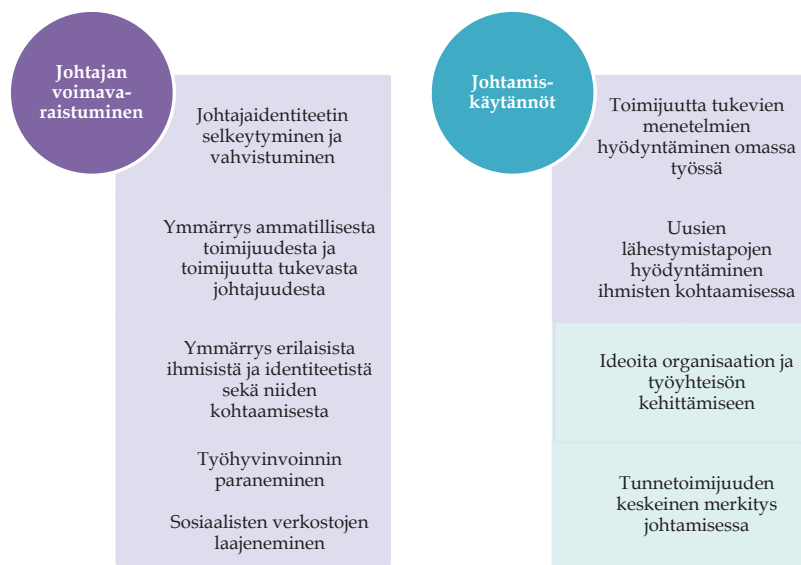 Johtajan
voimava-
raistuminen
Johtajaidentiteetin
selkeytyminen ja
vahvistuminen
Ymmärrys ammatillisesta
toimijuudesta ja
toimijuutta tukevasta
johtajuudesta
Ymmärrys erilaisista
ihmisistä ja identiteetistä
sekä niiden
kohtaamisesta
Työhyvinvoinnin
paraneminen
Sosiaalisten verkostojen
laajeneminen
Johtamis-
käytännöt
Toimijuutta tukevien
menetelmien
hyödyntäminen omassa
työssä
Uusien
lähestymistapojen
hyödyntäminen
ihmisten kohtaamisessa
Ideoita organisaation ja
työyhteisön
kehittämiseen
Tunnetoimijuuden
keskeinen merkitys
johtamisessa